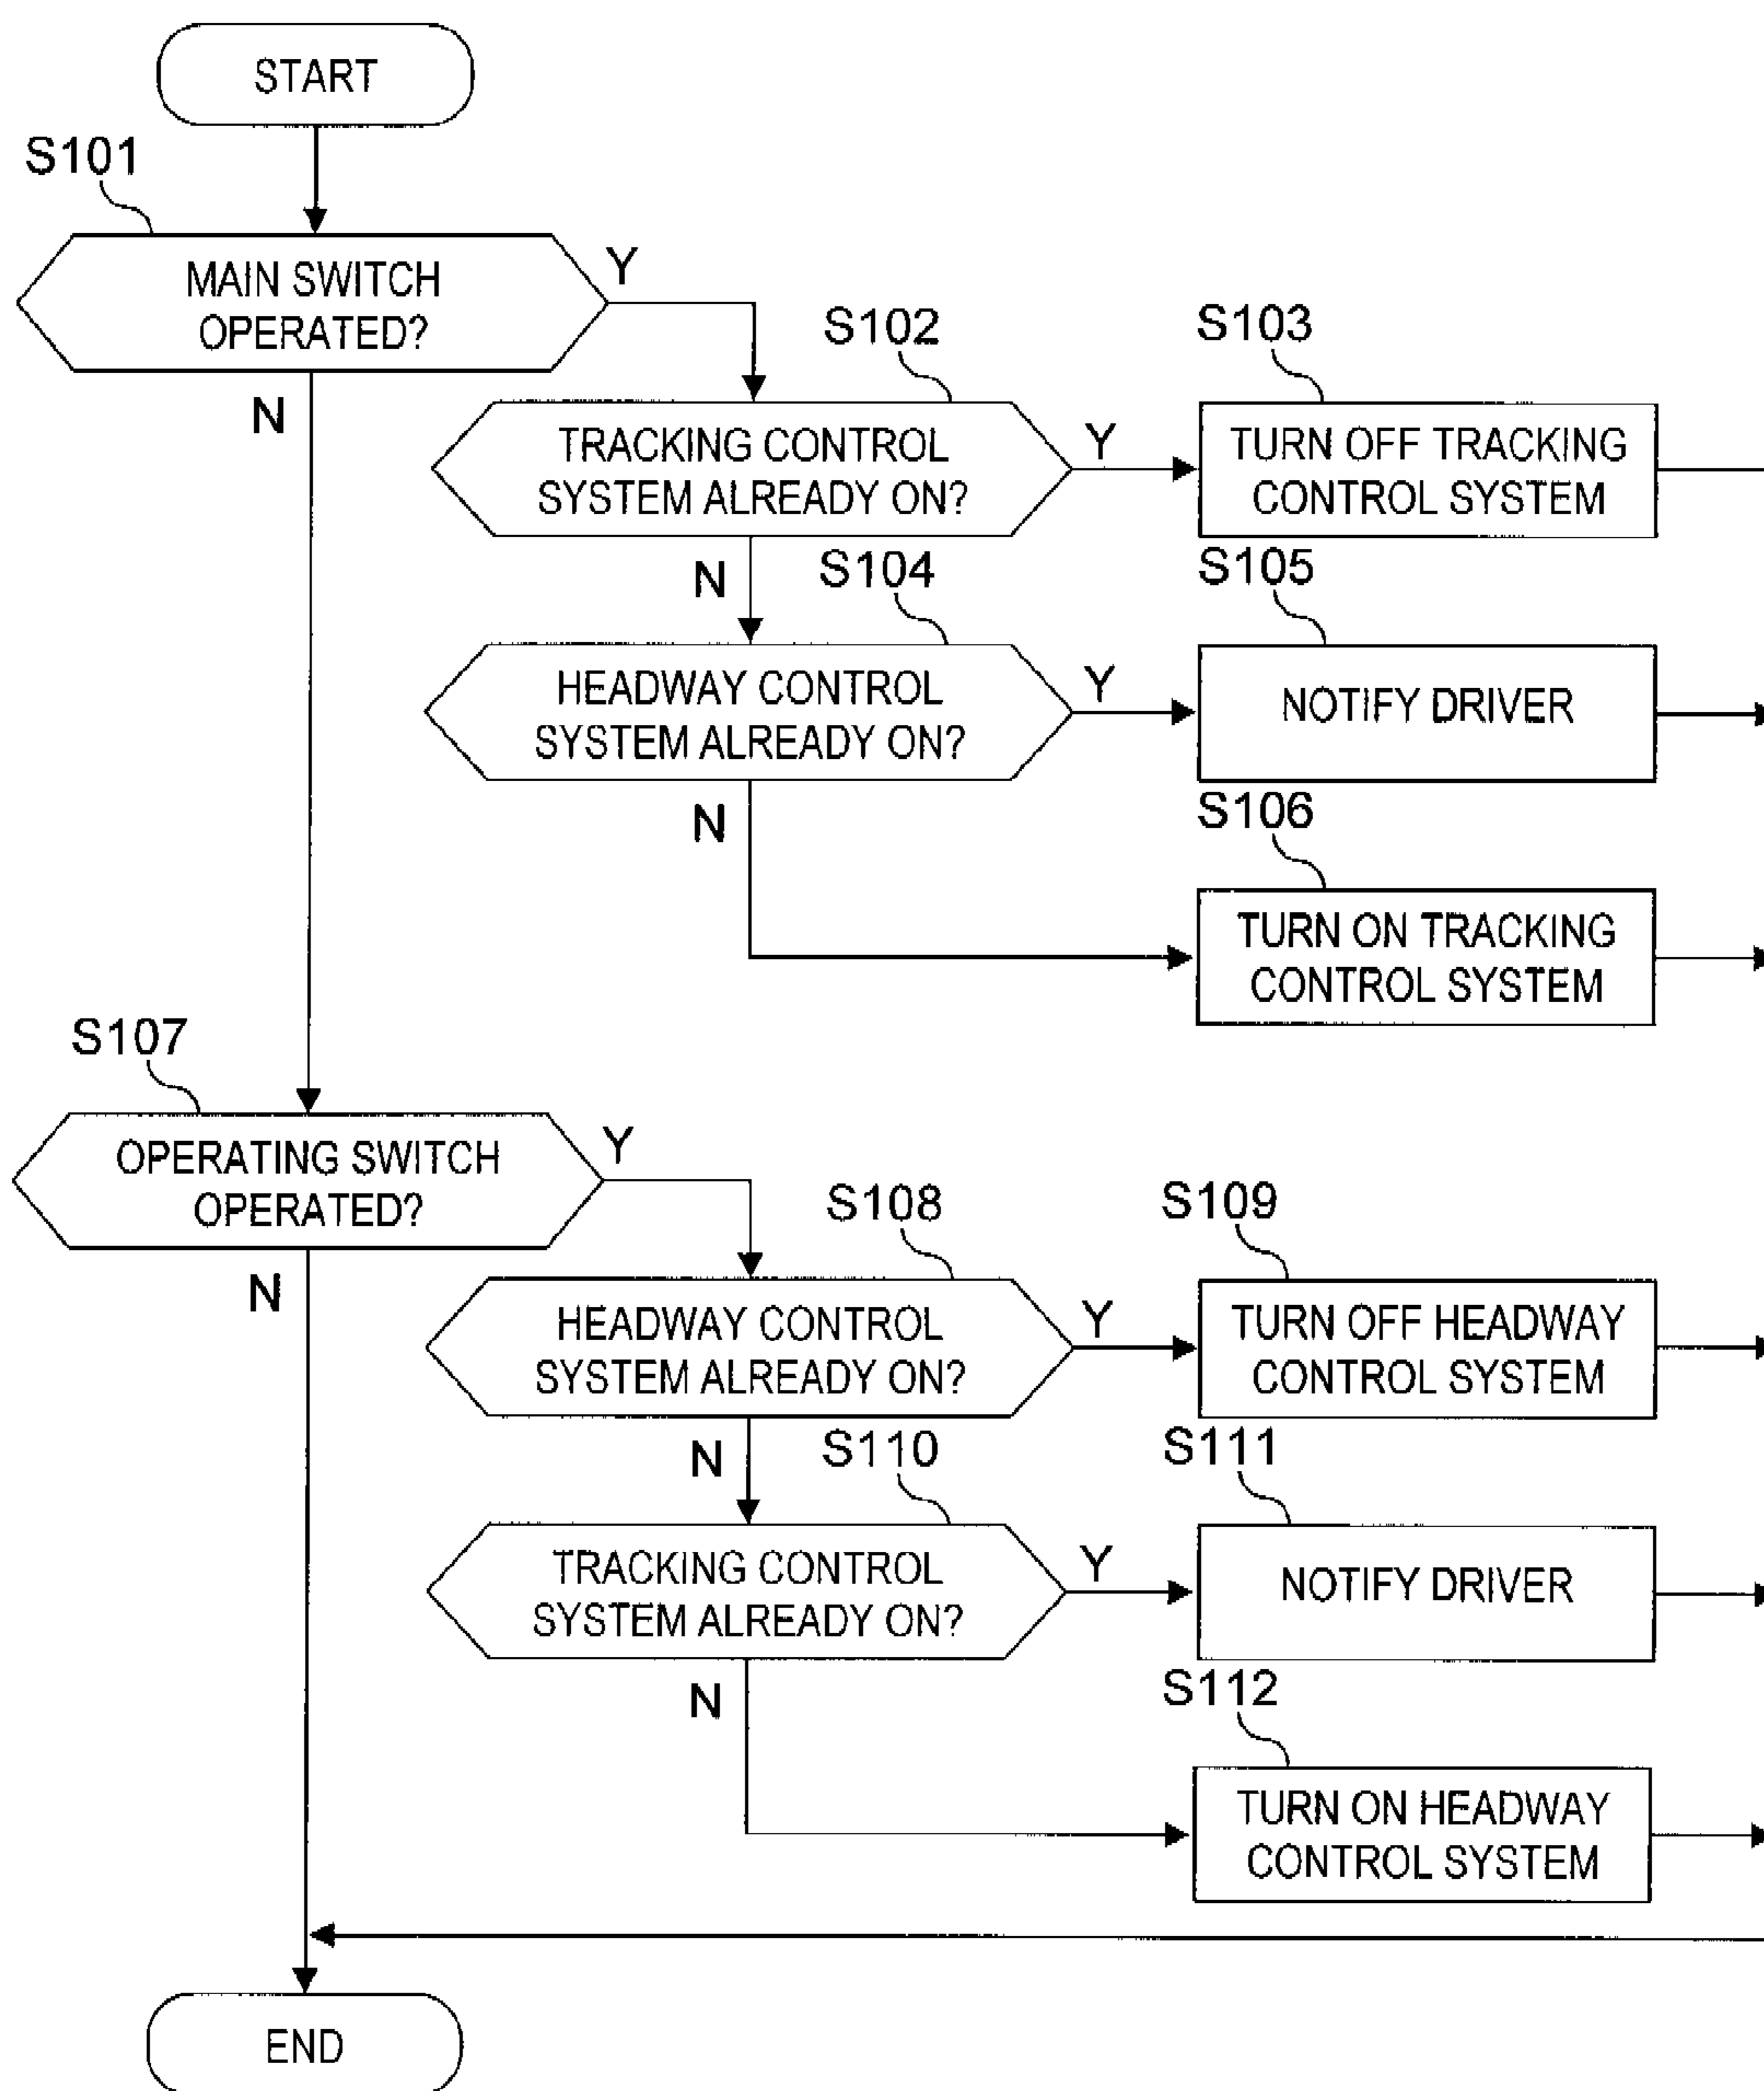 START
S101
MAIN SWITCH
OPERATED?
Y
N
S102
TRACKING CONTROL
SYSTEM ALREADY ON?
Y
N
S103
TURN OFF TRACKING
CONTROL SYSTEM
S104
HEADWAY CONTROL
SYSTEM ALREADY ON?
Y
N
S105
NOTIFY DRIVER
S106
TURN ON TRACKING
CONTROL SYSTEM
S107
OPERATING SWITCH
OPERATED?
Y
N
S108
HEADWAY CONTROL
SYSTEM ALREADY ON?
Y
N
S109
TURN OFF HEADWAY
CONTROL SYSTEM
S110
TRACKING CONTROL
SYSTEM ALREADY ON?
Y
N
S111
NOTIFY DRIVER
S112
TURN ON HEADWAY
CONTROL SYSTEM
END